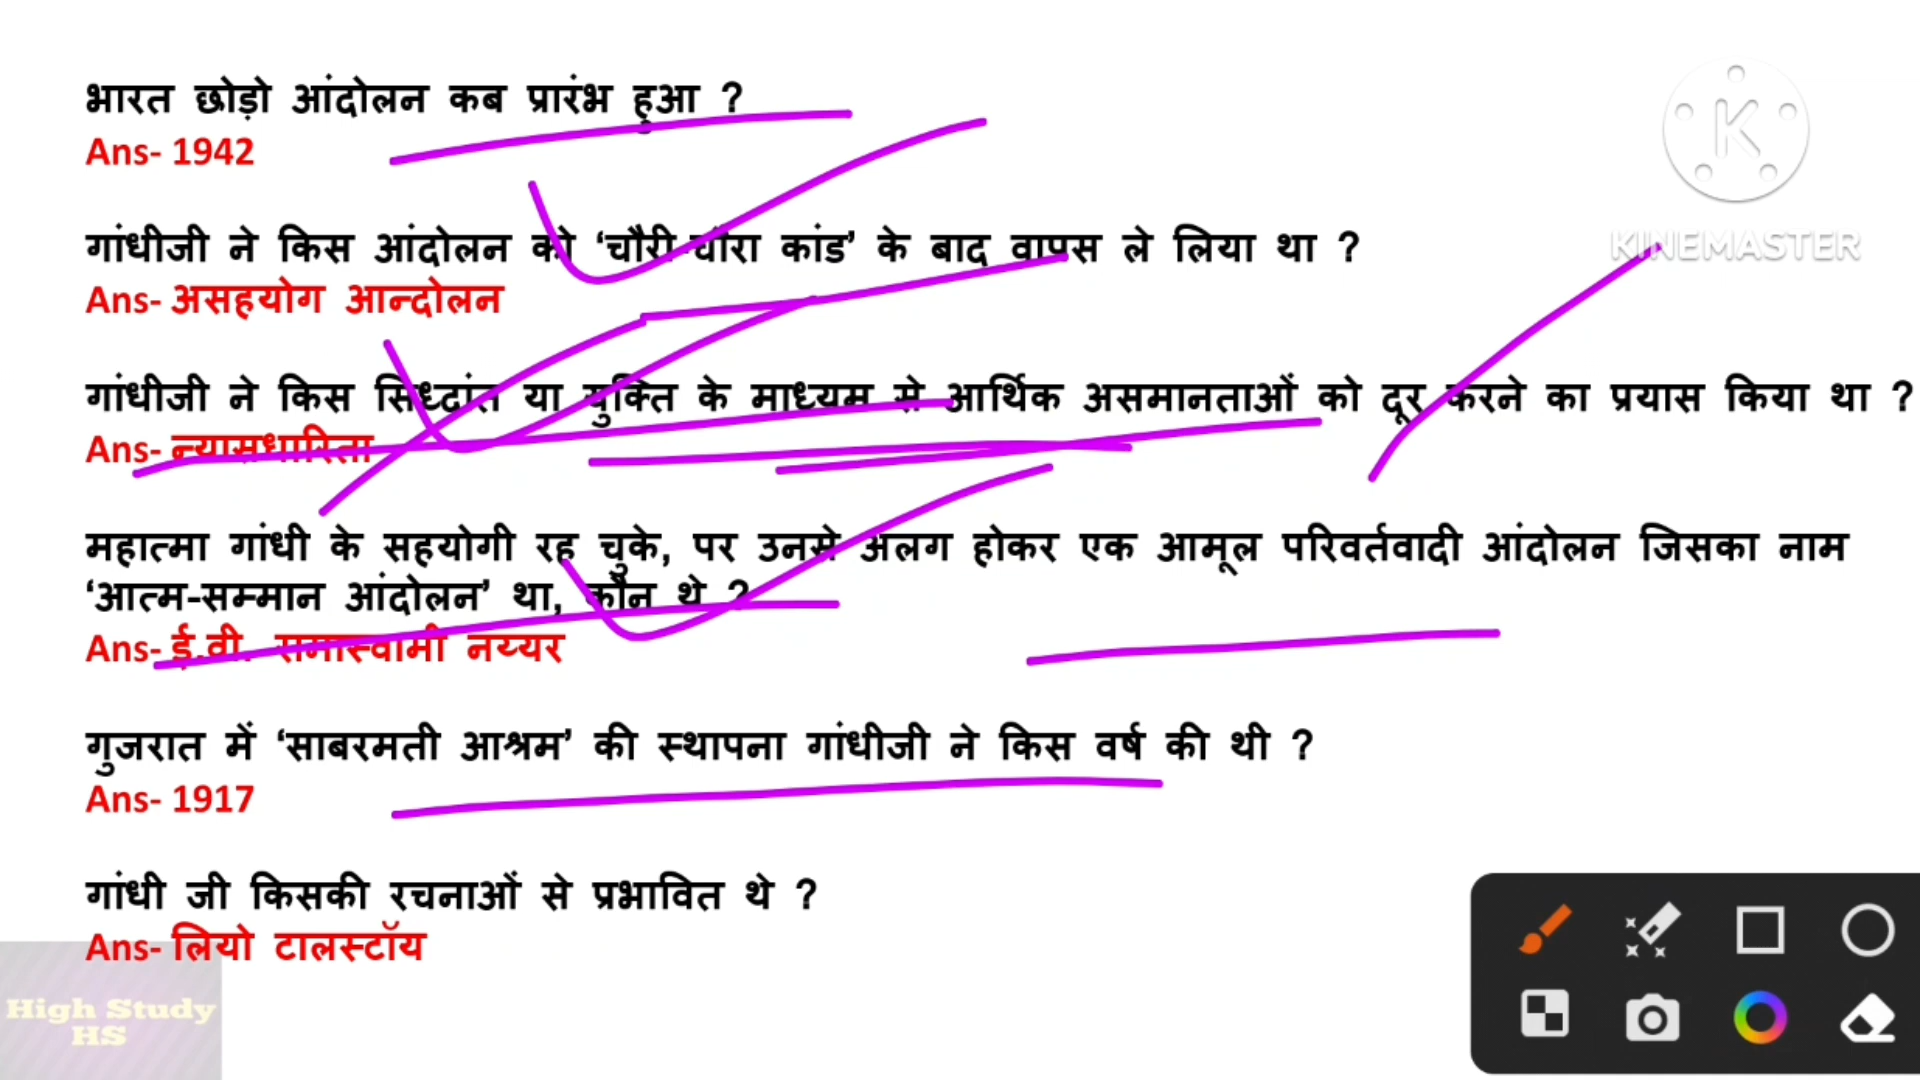 भारत छोड़ो आंदोलन कब प्रारंभ हुआ ?
Ans- 1942
गांधीजी ने किस आंदोलन को ‘चौरी-चौरा कांड’ के बाद वापस ले लिया था ?
Ans- असहयोग आन्दोलन
गांधीजी ने किस सिध्दांत या युक्ति के माध्यम से आर्थिक असमानताओं को दूर करने का प्रयास किया था ?
Ans- न्यासधारिता
महात्मा गांधी के सहयोगी रह चुके, पर उनसे अलग होकर एक आमूल परिवर्तवादी आंदोलन जिसका नाम
‘आत्म-सम्मान आंदोलन’ था, कौन थे ?
Ans- ई.वी. रामास्वामी नय्यर
गुजरात में ‘साबरमती आश्रम’ की स्थापना गांधीजी ने किस वर्ष की थी ?
Ans- 1917
गांधी जी किसकी रचनाओं से प्रभावित थे ?
Ans- लियो टालस्टॉय
K
KINEMASTER
High Study
HS